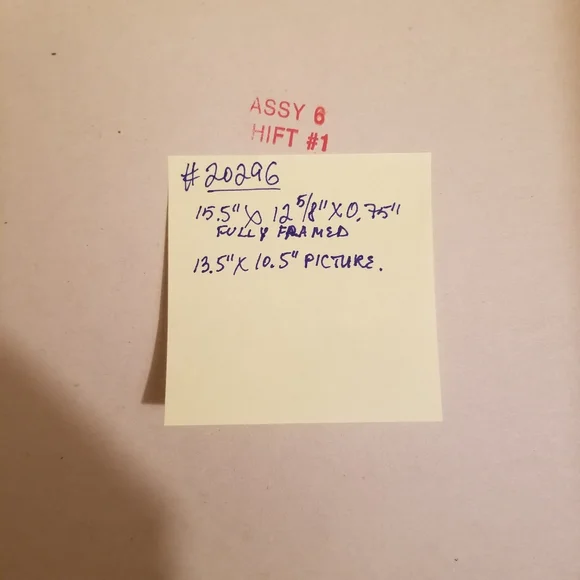 ASSY 6
HIFT #1
#20296
15.5" X 12 5/8" X 0.75"
FULLY FRAMED
13.5" X 10.5" PICTURE.